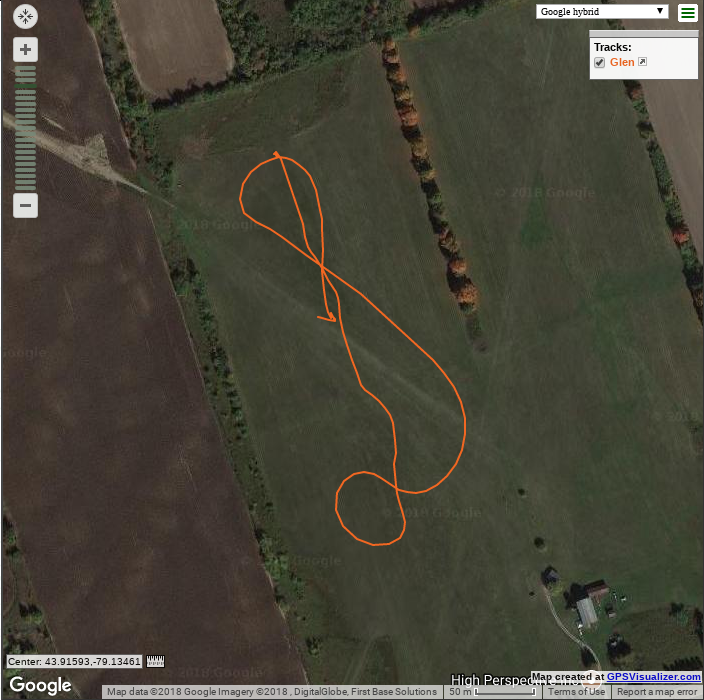 Google hybrid ▼
Tracks:
Glen
© 2018 Google
2018 Google
ogle
© 2018 Google
© 2018 Google
2018 Google
Center: 43.91593,-79.13461
High Perspective Inc
Map created at GPSVisualizer.com
Google
Map data ©2018 Google Imagery ©2018 , DigitalGlobe, First Base Solutions
50 m
Terms of Use
Report a map error